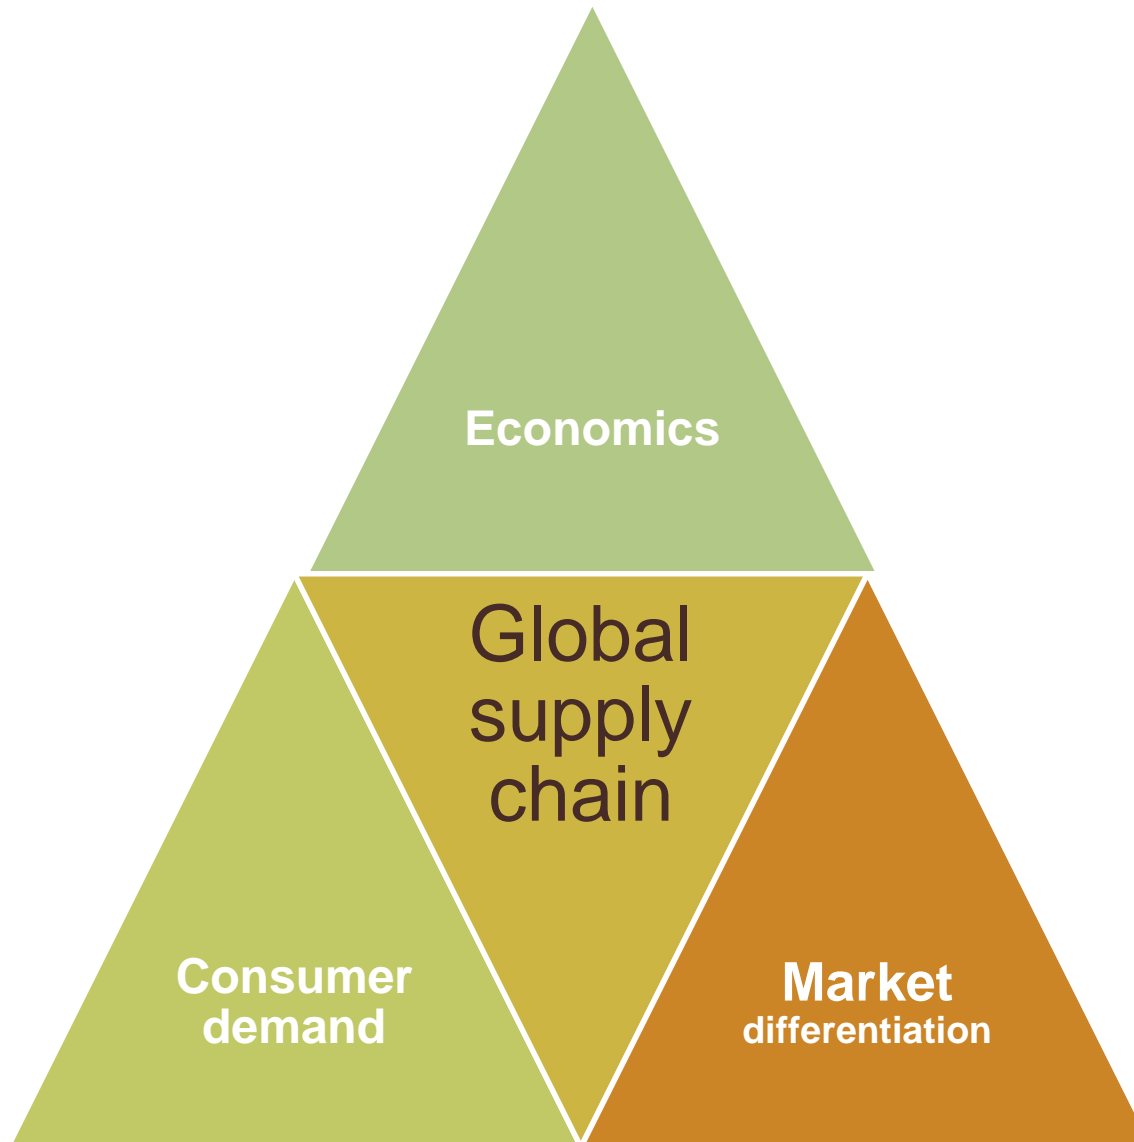 Economics
Global
supply
chain
Consumer
demand
Market
differentiation